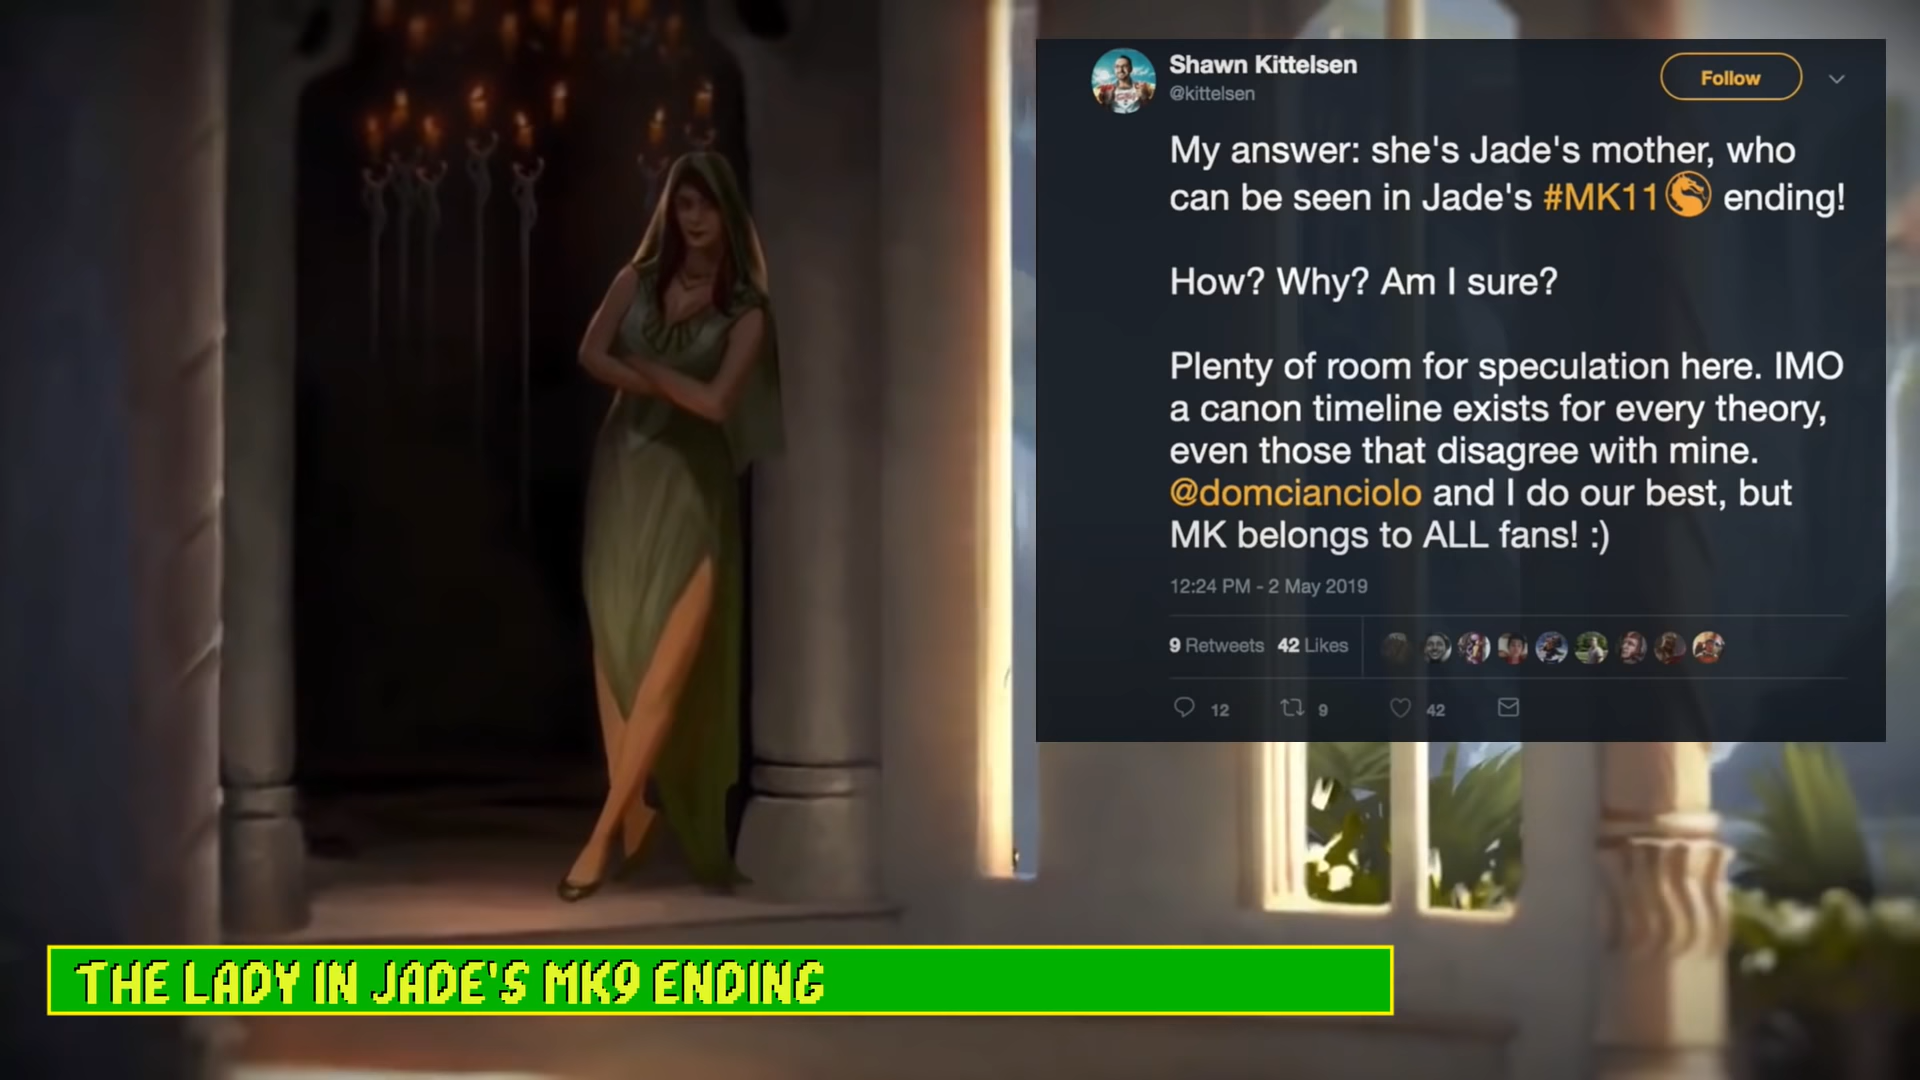 Shawn Kittelsen
@kittelsen
Follow
My answer: she's Jade's mother, who
can be seen in Jade's #MK11 ending!
How? Why? Am I sure?
Plenty of room for speculation here. IMO
a canon timeline exists for every theory,
even those that disagree with mine.
@domcianciolo and I do our best, but
MK belongs to ALL fans! :)
12:24 PM - 2 May 2019
9 Retweets 42 Likes
12 9 42
THE LADY IN JADE'S MK9 ENDING